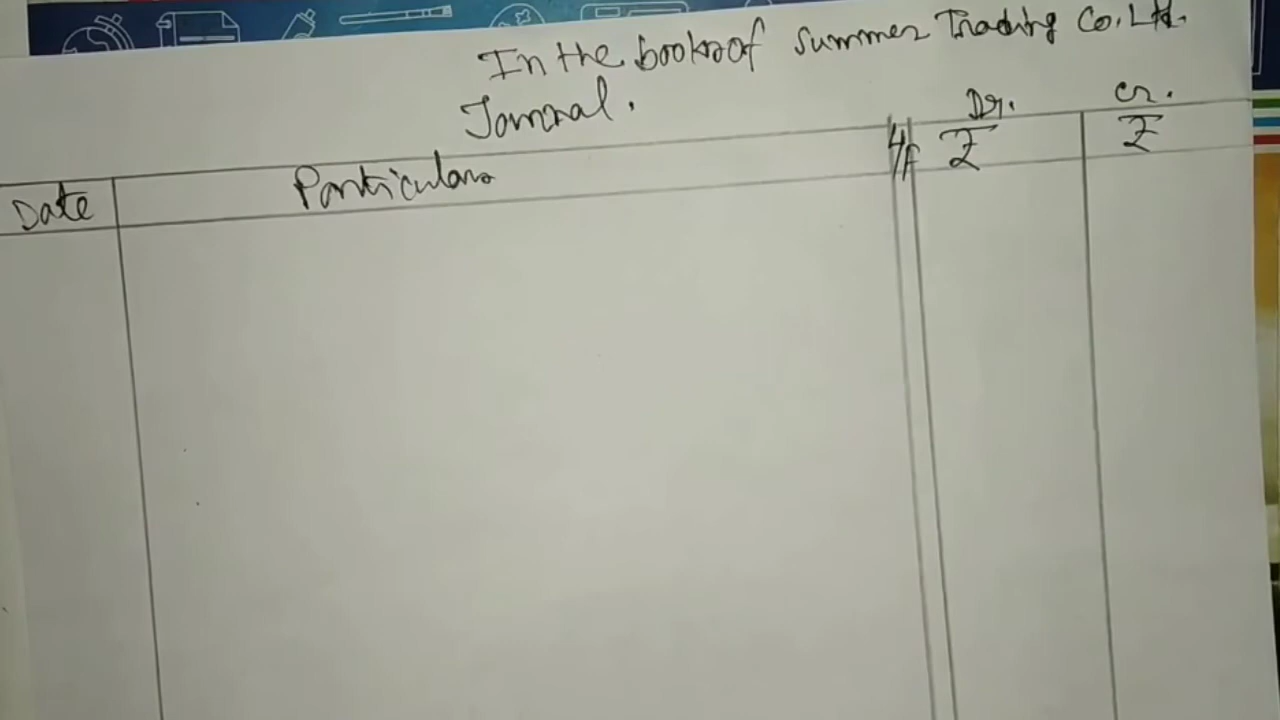 In the books of Summer Trading Co. Ltd.
Journal.
Dr. Cr.
Date Particulars L/F ₹ ₹